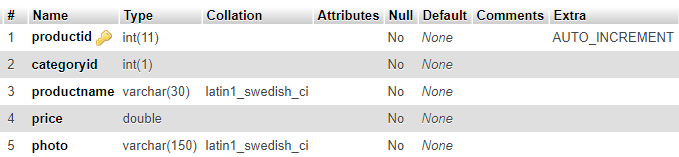 # Name Type Collation Attributes Null Default Comments Extra
1 productid int(11) No None AUTO_INCREMENT
2 categoryid int(1) No None
3 productname varchar(30) latin1_swedish_ci No None
4 price double No None
5 photo varchar(150) latin1_swedish_ci No None